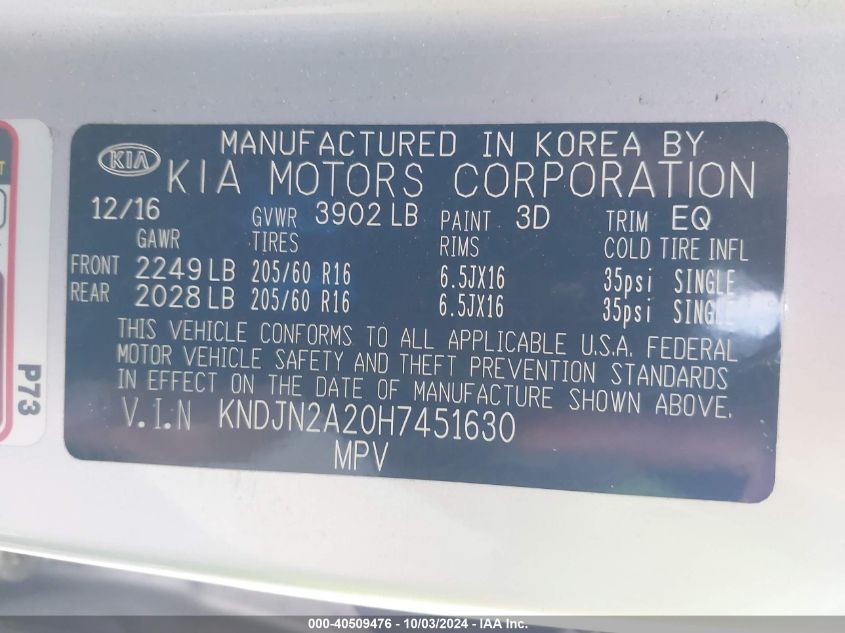 MANUFACTURED IN KOREA BY
KIA KIA MOTORS CORPORATION
12/16 GVWR 3902 LB PAINT 3D TRIM EQ
GAWR TIRES RIMS COLD TIRE INFL
FRONT 2249 LB 205/60 R16 6.5JX16 35psi SINGLE
REAR 2028 LB 205/60 R16 6.5JX16 35psi SINGLE
THIS VEHICLE CONFORMS TO ALL APPLICABLE U.S.A. FEDERAL
MOTOR VEHICLE SAFETY AND THEFT PREVENTION STANDARDS
IN EFFECT ON THE DATE OF MANUFACTURE SHOWN ABOVE.
V.I.N KNDJN2A20H7451630
MPV
P73
000-40509476 - 10/03/2024 - IAA Inc.